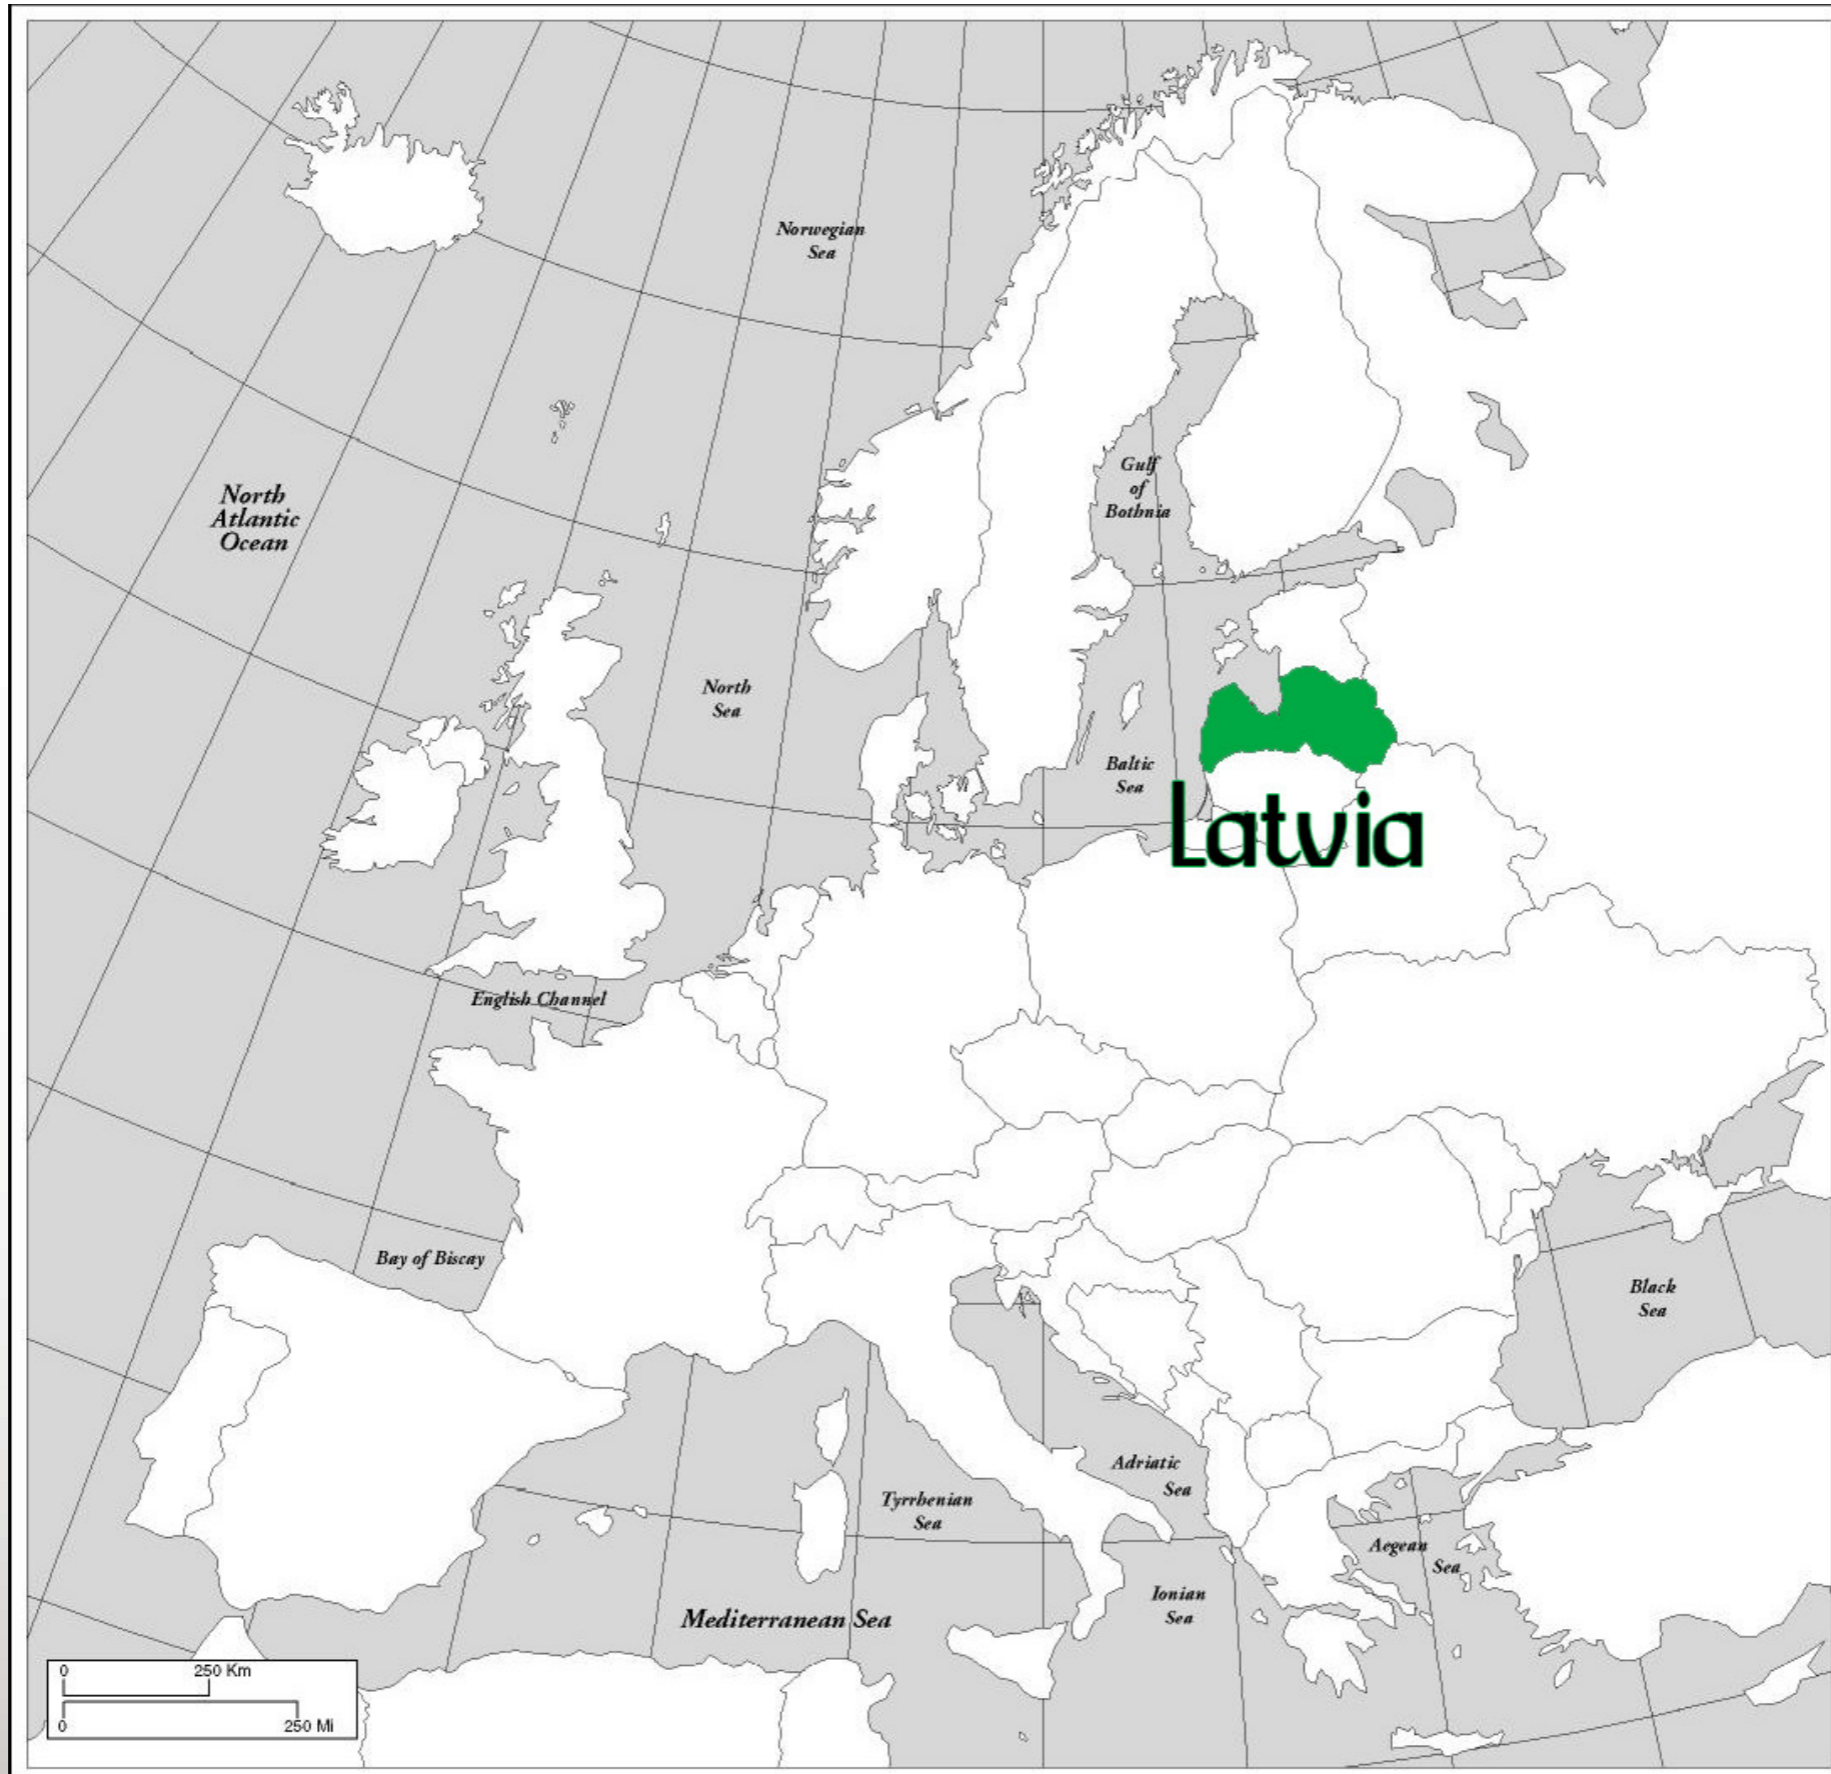 Norwegian
Sea
North
Atlantic
Ocean
Gulf
of
Bothnia
North
Sea
Baltic
Sea
Latvia
English Channel
Bay of Biscay
Black
Sea
Adriatic
Sea
Tyrrhenian
Sea
Aegean
Sea
Ionian
Sea
Mediterranean Sea
0 250 Km
0 250 Mi